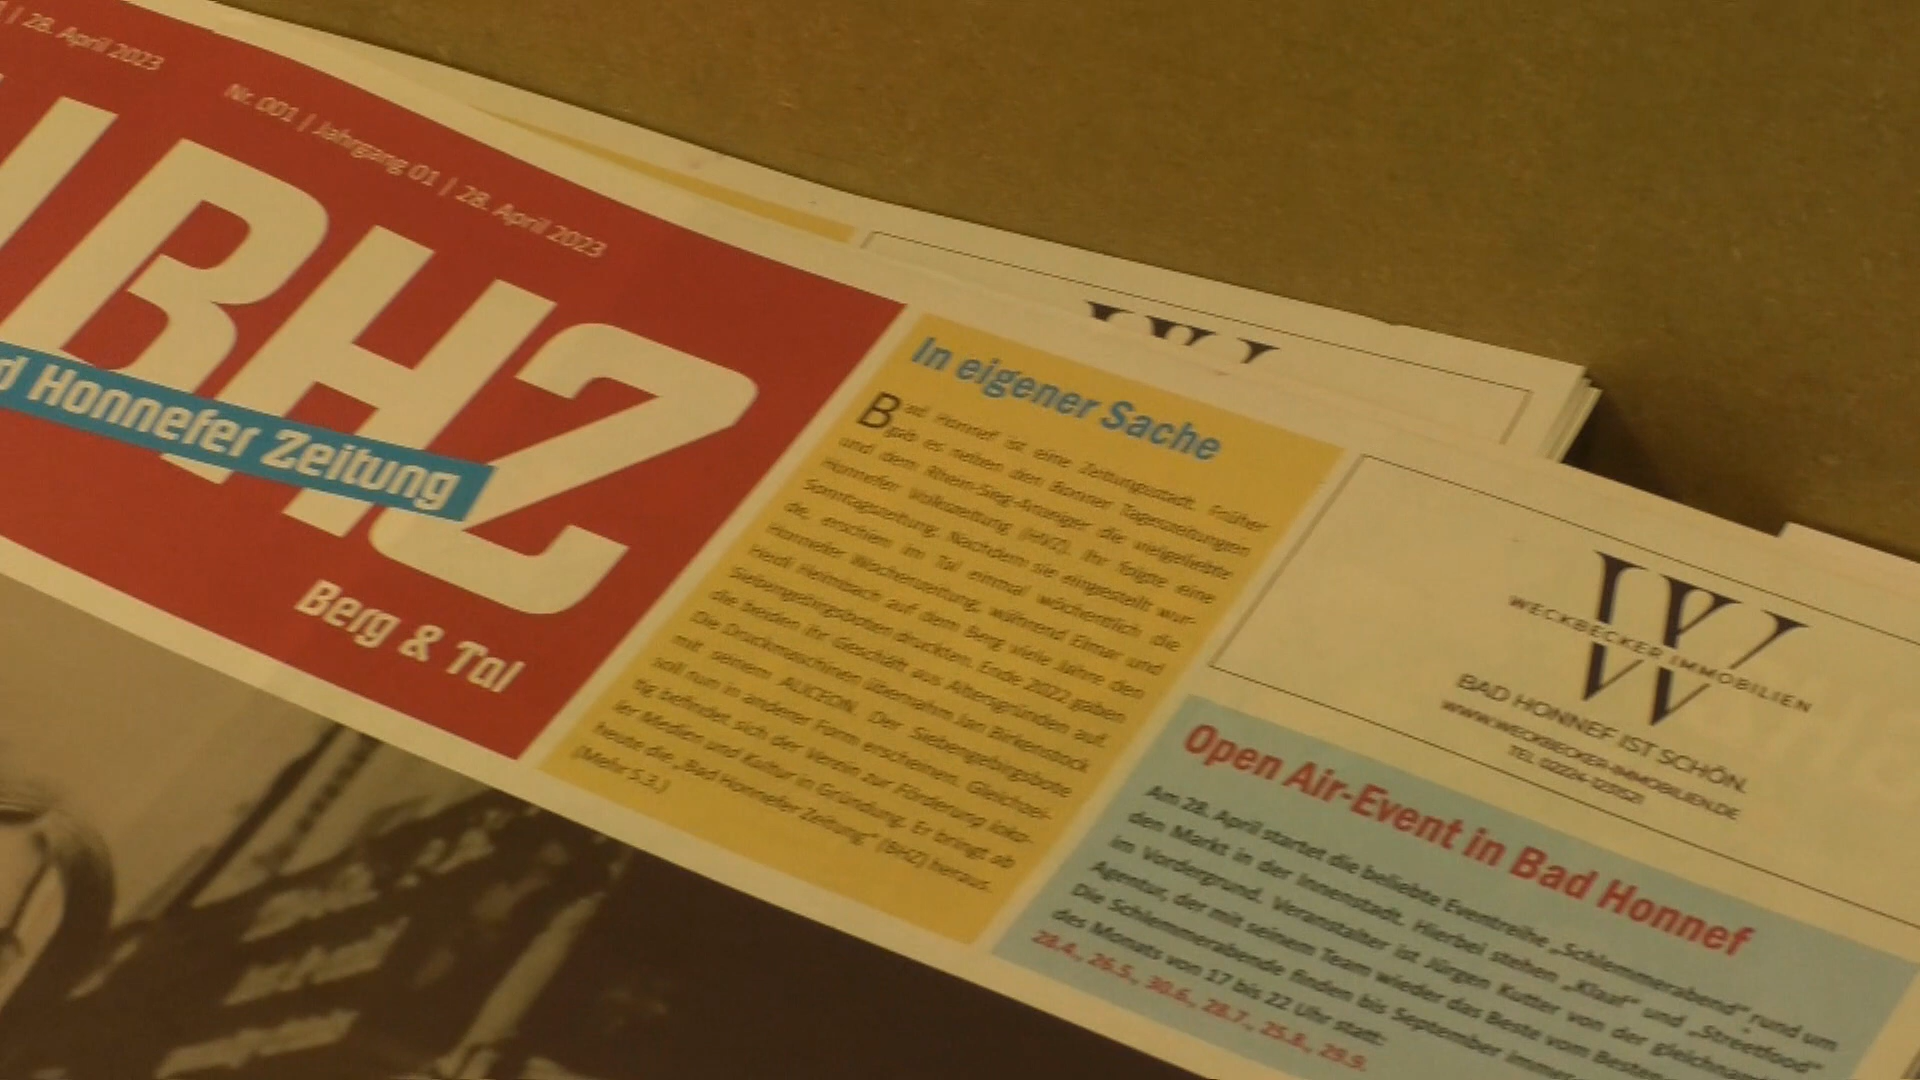 28. April 2023
Nr. 001 | Jahrgang 01 | 28. April 2023
BHZ
d Honnefer Zeitung
Berg & Tal
In eigener Sache
Bad Honnef ist eine Zeitungsstadt. Früher
gab es neben den Bonner Tageszeitungen
und dem Rhein-Sieg-Anzeiger die vielgeliebte
Honnefer Volkszeitung (HVZ). Ihr folgte eine
Sonntagszeitung. Nachdem sie eingestellt wur-
de, erschien im Tal einmal wöchentlich die
Honnefer Wochenzeitung, während Elmar und
Heidi Heimbach auf dem Berg viele Jahre den
Siebengebirgsboten druckten. Ende 2022 gaben
die beiden ihr Geschäft aus Altersgründen auf.
Die Druckmaschinen übernahm Jan Birkenstock
mit seinem Der Siebengebirgsbote
soll nun in anderer Form erscheinen. Gleichzei-
tig befindet sich der Verein zur Förderung loka-
ler Medien und Kultur in Gründung. Er bringt ab
heute die „Bad Honnefer Zeitung“ (BHZ) heraus.
(Mehr S.3.)
W
WECKBECKER IMMOBILIEN
BAD HONNEF IST SCHÖN.
WWW.WECKBECKER-IMMOBILIEN.DE
TEL. 02224-
Open Air-Event in Bad Honnef
Am 28. April startet die beliebte Eventreihe „Schlemmerabend“ rund um
den Markt in der Innenstadt. Hierbei stehen „Klaaf“ und „Streetfood“
im Vordergrund. Veranstalter ist Jürgen Kutter von der gleichnami
Agentur, der mit seinem Team wieder das Beste vom Besten
Die Schlemmerabende finden bis September immer
des Monats von 17 bis 22 Uhr statt:
28.4., 26.5., 30.6., 28.7., 25.8., 29.9.